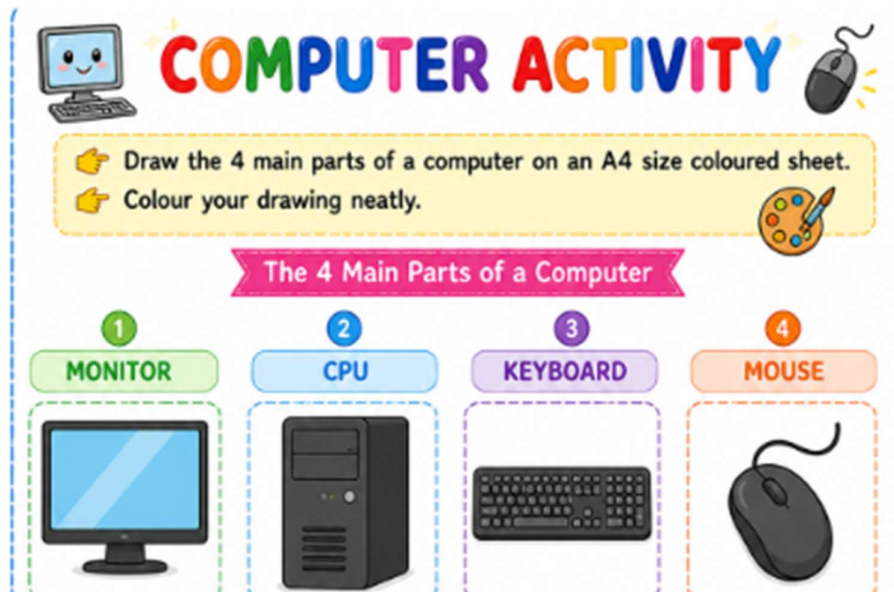 COMPUTER ACTIVITY
Draw the 4 main parts of a computer on an A4 size coloured sheet.
Colour your drawing neatly.
The 4 Main Parts of a Computer
1 2 3 4
MONITOR CPU KEYBOARD MOUSE